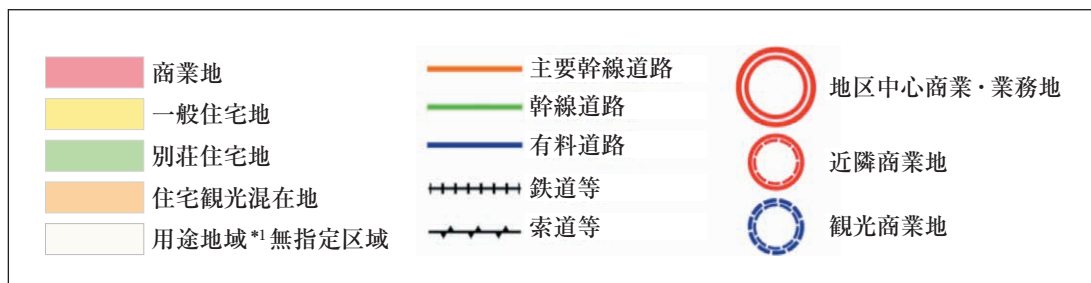 商業地
一般住宅地
別荘住宅地
住宅観光混在地
用途地域*1無指定区域
主要幹線道路
幹線道路
有料道路
鉄道等
索道等
地区中心商業・業務地
近隣商業地
観光商業地